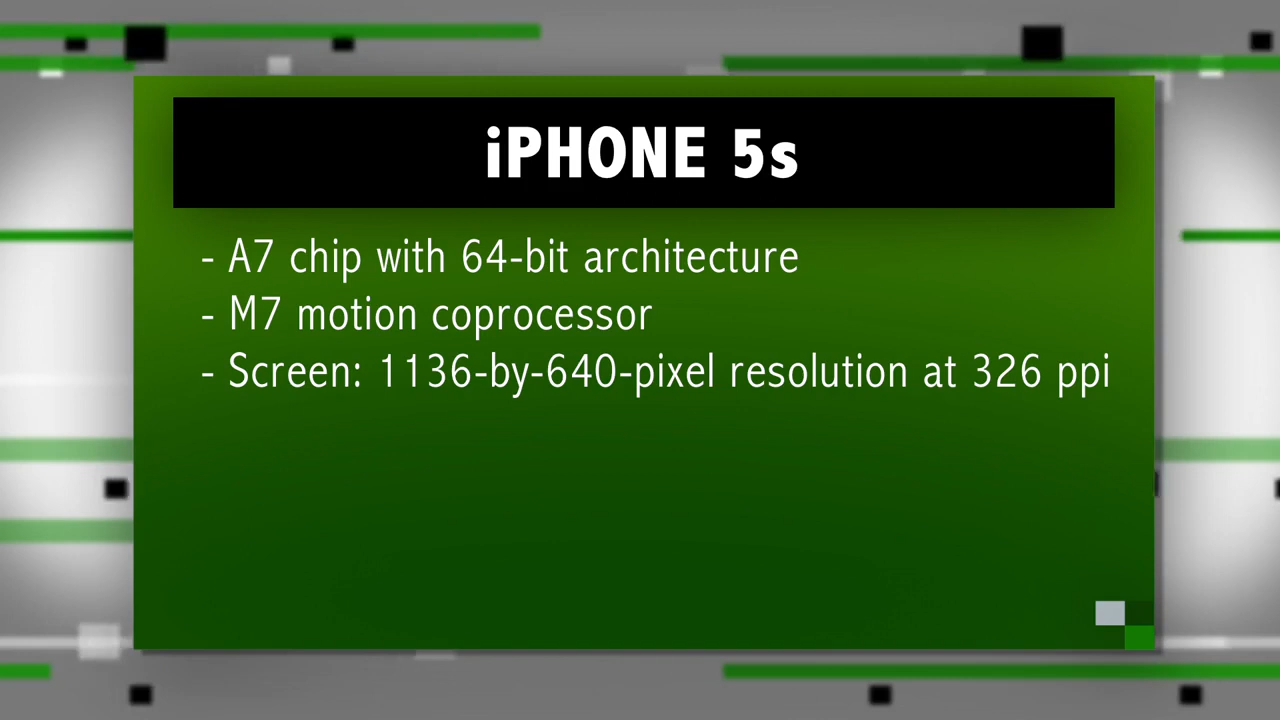 iPHONE 5s
- A7 chip with 64-bit architecture
- M7 motion coprocessor
- Screen: 1136-by-640-pixel resolution at 326 ppi